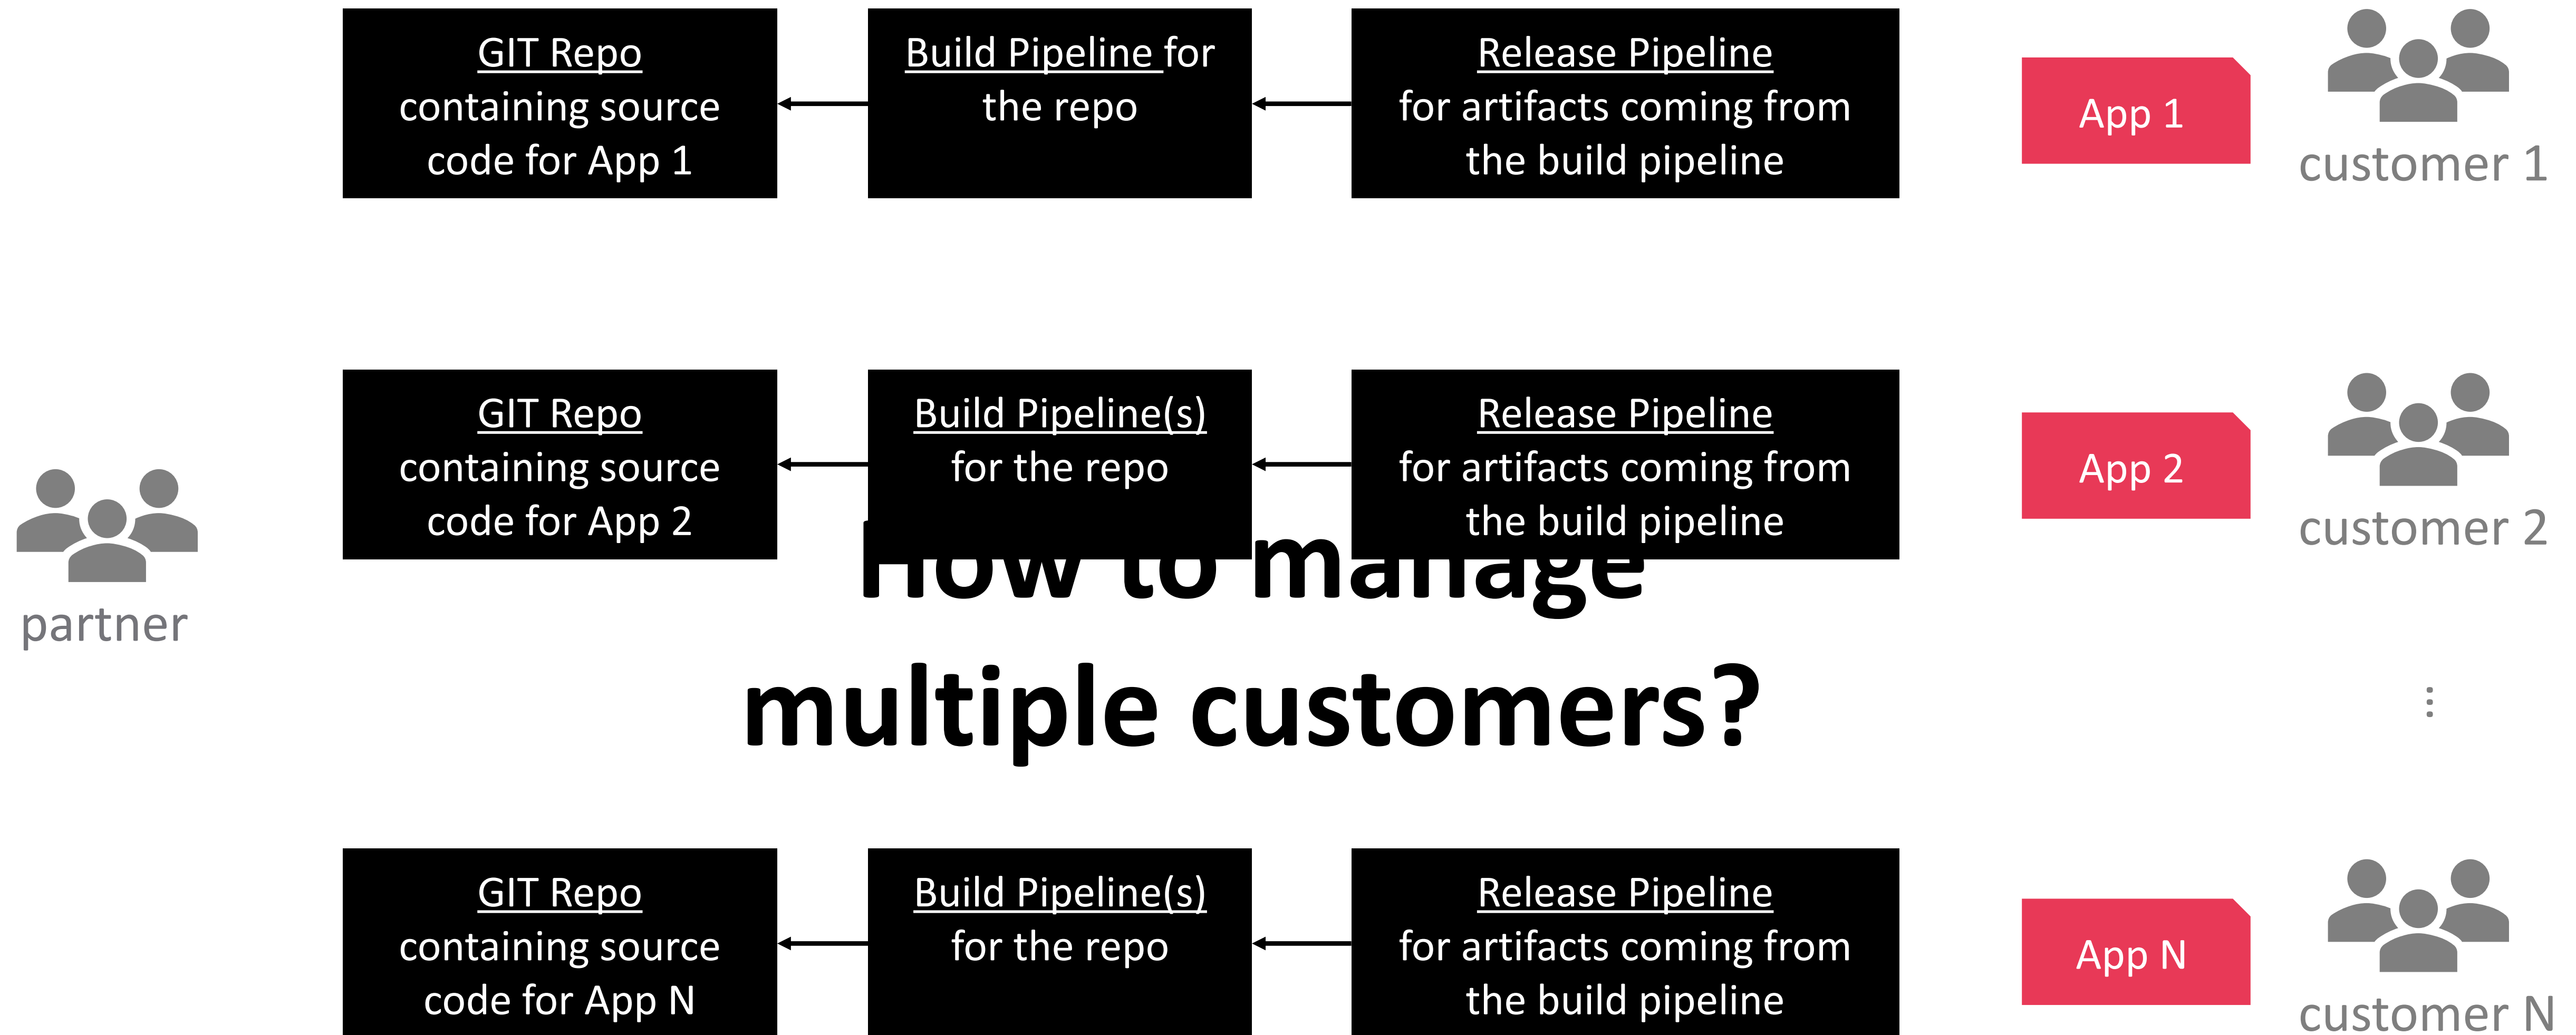 GIT Repo
containing source
code for App 1
Build Pipeline for
the repo
Release Pipeline
for artifacts coming from
the build pipeline
App 1
customer 1
GIT Repo
containing source
code for App 2
Build Pipeline(s)
for the repo
Release Pipeline
for artifacts coming from
the build pipeline
App 2
customer 2
partner
How to manage
multiple customers?
⋮
GIT Repo
containing source
code for App N
Build Pipeline(s)
for the repo
Release Pipeline
for artifacts coming from
the build pipeline
App N
customer N